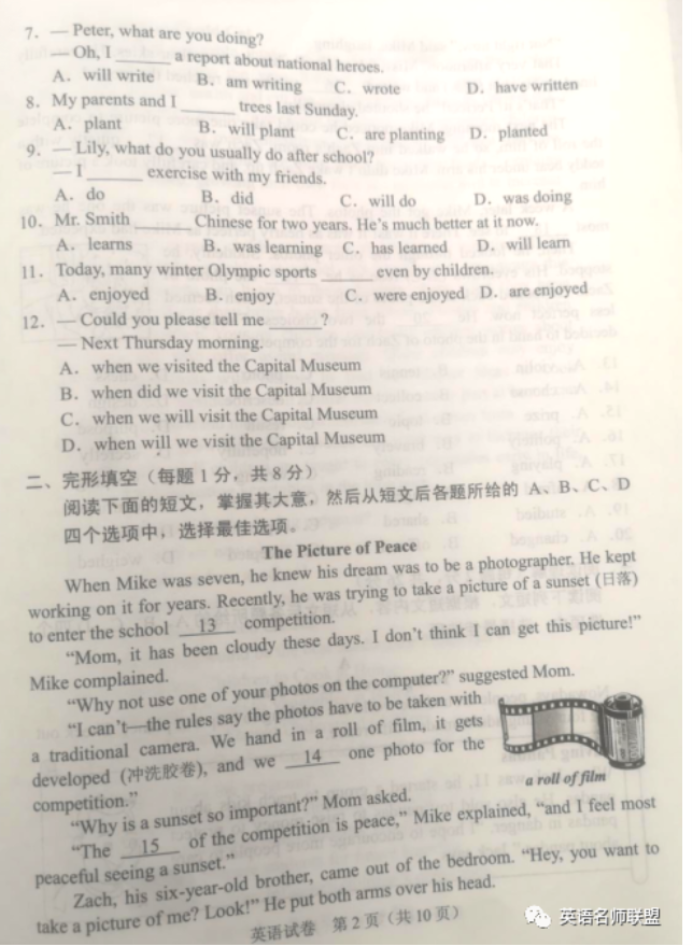 7. — Peter, what are you doing?
— Oh, I ______ a report about national heroes.
A. will write B. am writing C. wrote D. have written
8. My parents and I ______ trees last Sunday.
A. plant B. will plant C. are planting D. planted
9. — Lily, what do you usually do after school?
— I ______ exercise with my friends.
A. do B. did C. will do D. was doing
10. Mr. Smith ______ Chinese for two years. He's much better at it now.
A. learns B. was learning C. has learned D. will learn
11. Today, many winter Olympic sports ______ even by children.
A. enjoyed B. enjoy C. were enjoyed D. are enjoyed
12. — Could you please tell me ______?
— Next Thursday morning.
A. when we visited the Capital Museum
B. when did we visit the Capital Museum
C. when we will visit the Capital Museum
D. when will we visit the Capital Museum
二、完形填空（每题1分，共8分）
阅读下面的短文，掌握其大意，然后从短文后各题所给的 A、B、C、D
四个选项中，选择最佳选项。
The Picture of Peace
When Mike was seven, he knew his dream was to be a photographer. He kept
working on it for years. Recently, he was trying to take a picture of a sunset (日落)
to enter the school 13 competition.
"Mom, it has been cloudy these days. I don't think I can get this picture!"
Mike complained.
"Why not use one of your photos on the computer?" suggested Mom.
"I can't—the rules say the photos have to be taken with
a traditional camera. We hand in a roll of film, it gets
developed (冲洗胶卷), and we 14 one photo for the
competition."
a roll of film
"Why is a sunset so important?" Mom asked.
"The 15 of the competition is peace," Mike explained, "and I feel most
peaceful seeing a sunset."
Zach, his six-year-old brother, came out of the bedroom. "Hey, you want to
take a picture of me? Look!" He put both arms over his head.
英语试卷 第2页（共10页）
英语名师联盟